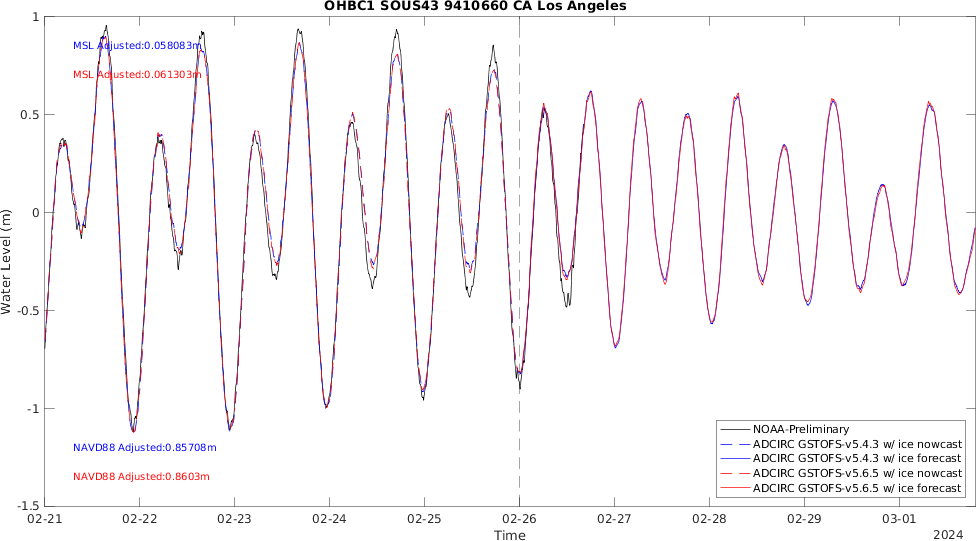 OHBC1 SOUS43 9410660 CA Los Angeles
1
MSL Adjusted:0.058083m
MSL Adjusted:0.061303m
0.5
0
Water Level (m)
-0.5
-1
NAVD88 Adjusted:0.85708m
NAVD88 Adjusted:0.8603m
-1.5
NOAA-Preliminary
ADCIRC GSTOFS-v5.4.3 w/ ice nowcast
ADCIRC GSTOFS-v5.4.3 w/ ice forecast
ADCIRC GSTOFS-v5.6.5 w/ ice nowcast
ADCIRC GSTOFS-v5.6.5 w/ ice forecast
02-21 02-22 02-23 02-24 02-25 02-26 02-27 02-28 02-29 03-01
Time
2024